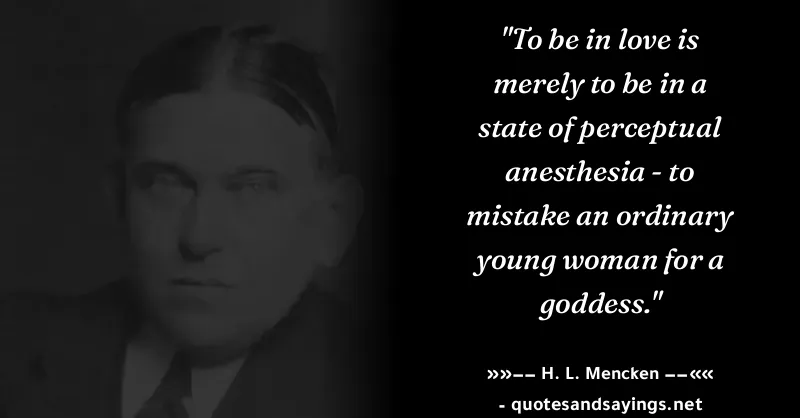 "To be in love is
merely to be in a
state of perceptual
anesthesia - to
mistake an ordinary
young woman for a
goddess."
»»−− H. L. Mencken −−««
- quotesandsayings.net